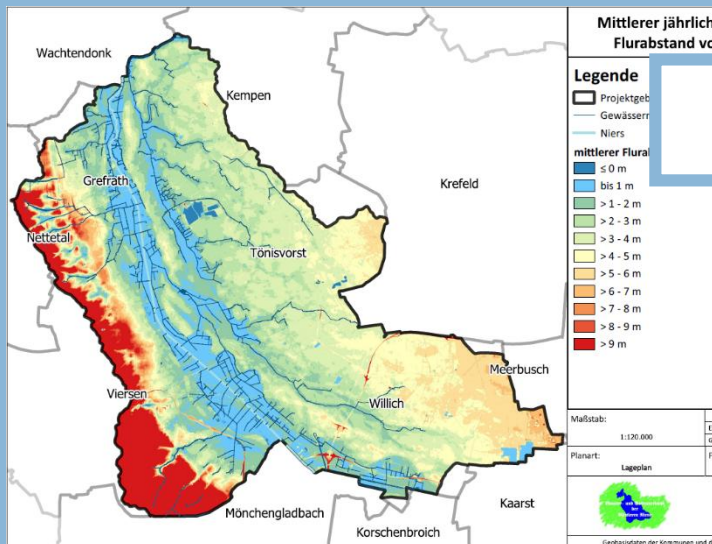 Mittlerer jährlich
Flurabstand vo
Wachtendonk
Kempen
Krefeld
Grefrath
Nettetal
Tönisvorst
Viersen
Willich
Meerbusch
Mönchengladbach
Korschenbroich
Kaarst
Legende
Projektgeb
Gewässern
Niers
mittlerer Flura
≤ 0 m
bis 1 m
> 1 - 2 m
> 2 - 3 m
> 3 - 4 m
> 4 - 5 m
> 5 - 6 m
> 6 - 7 m
> 7 - 8 m
> 8 - 9 m
> 9 m
Maßstab:
1:120.000
Planart:
Lageplan
Geobasisdaten der Kommunen und d